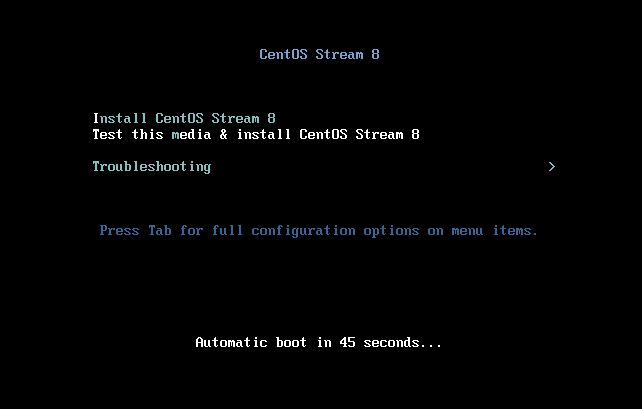 CentOS Stream 8
Install CentOS Stream 8
Test this media & install CentOS Stream 8
Troubleshooting >
Press Tab for full configuration options on menu items.
Automatic boot in 45 seconds...